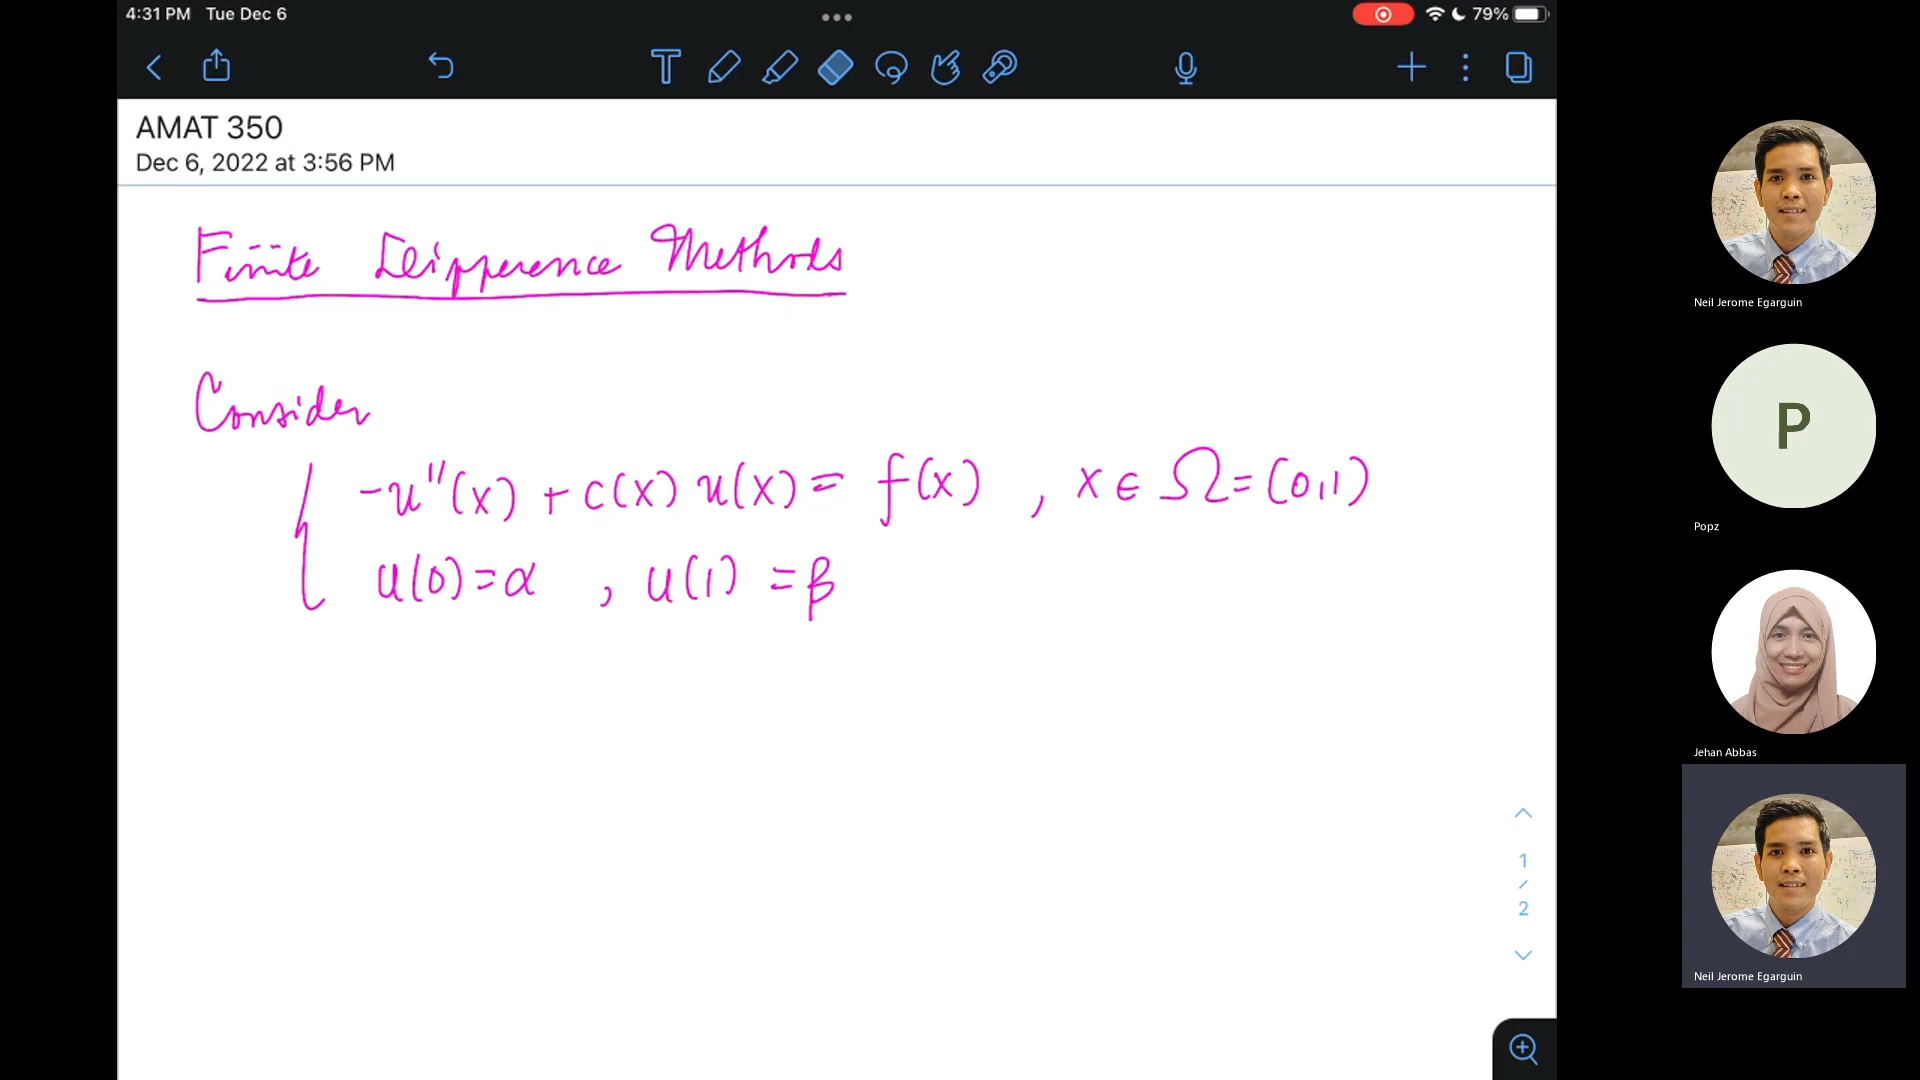 4:31 PM Tue Dec 6
79%
AMAT 350
Dec 6, 2022 at 3:56 PM
Finite Difference Methods
Consider
-u''(x) + c(x) u(x) = f(x) , x ∈ Ω = (0,1)
u(0) = α , u(1) = β
1
/
2
Neil Jerome Egarguin
P
Popz
Jehan Abbas
Neil Jerome Egarguin